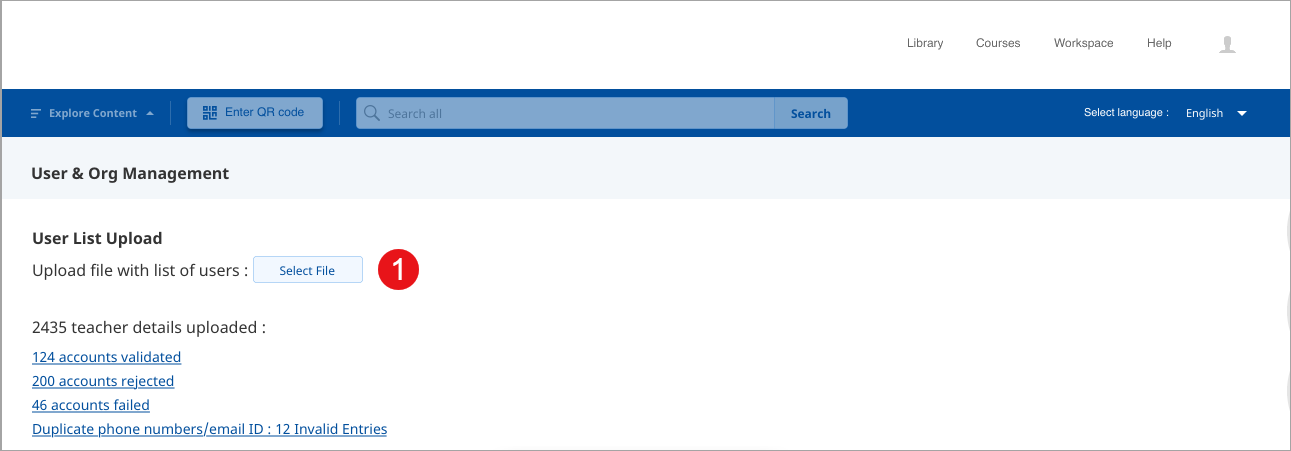 Library Courses Workspace Help
Explore Content Enter QR code Search all Search Select language : English
User & Org Management
User List Upload
Upload file with list of users : Select File 1
2435 teacher details uploaded :
124 accounts validated
200 accounts rejected
46 accounts failed
Duplicate phone numbers/email ID : 12 Invalid Entries